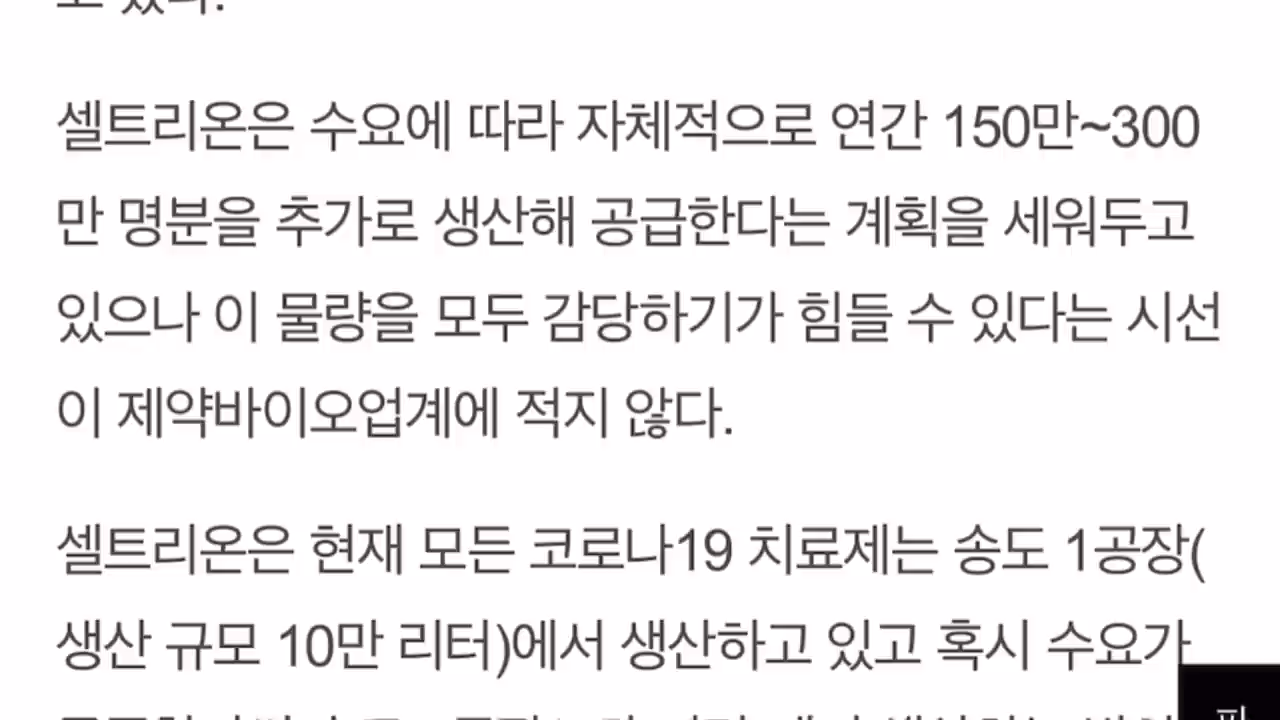 고 있다.
셀트리온은 수요에 따라 자체적으로 연간 150만~300
만 명분을 추가로 생산해 공급한다는 계획을 세워두고
있으나 이 물량을 모두 감당하기가 힘들 수 있다는 시선
이 제약바이오업계에 적지 않다.
셀트리온은 현재 모든 코로나19 치료제는 송도 1공장(
생산 규모 10만 리터)에서 생산하고 있고 혹시 수요가